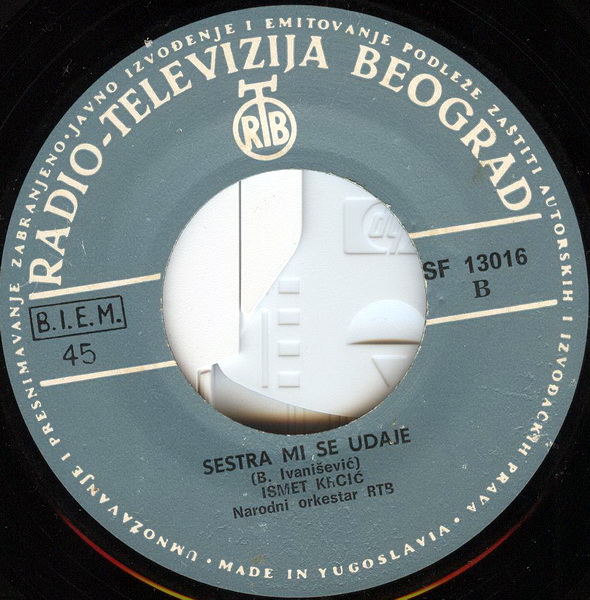 UMNOŽAVANJE I PRESNIMAVANJE ZABRANJENO · JAVNO IZVOĐENJE I EMITOVANJE PODLEŽE ZAŠTITI AUTORSKIH I IZVOĐAČKIH PRAVA ·
RADIO-TELEVIZIJA BEOGRAD
RTB
SF 13016
B
B.I.E.M.
45
SESTRA MI SE UDAJE
(B. Ivanišević)
ISMET KRCIĆ
Narodni orkestar RTB
MADE IN YUGOSLAVIA